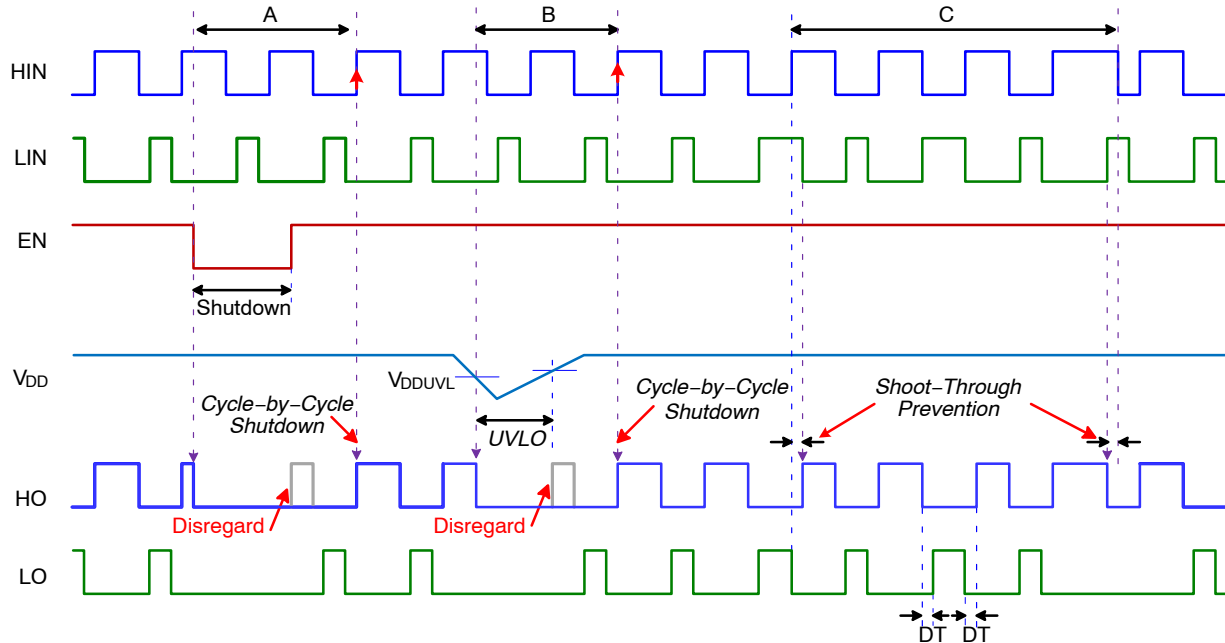 A
B
C
HIN
LIN
EN
Shutdown
VDD
VDDUVL
Cycle−by−Cycle
Shutdown
UVLO
Cycle−by−Cycle
Shutdown
Shoot−Through
Prevention
HO
Disregard
Disregard
LO
DT
DT